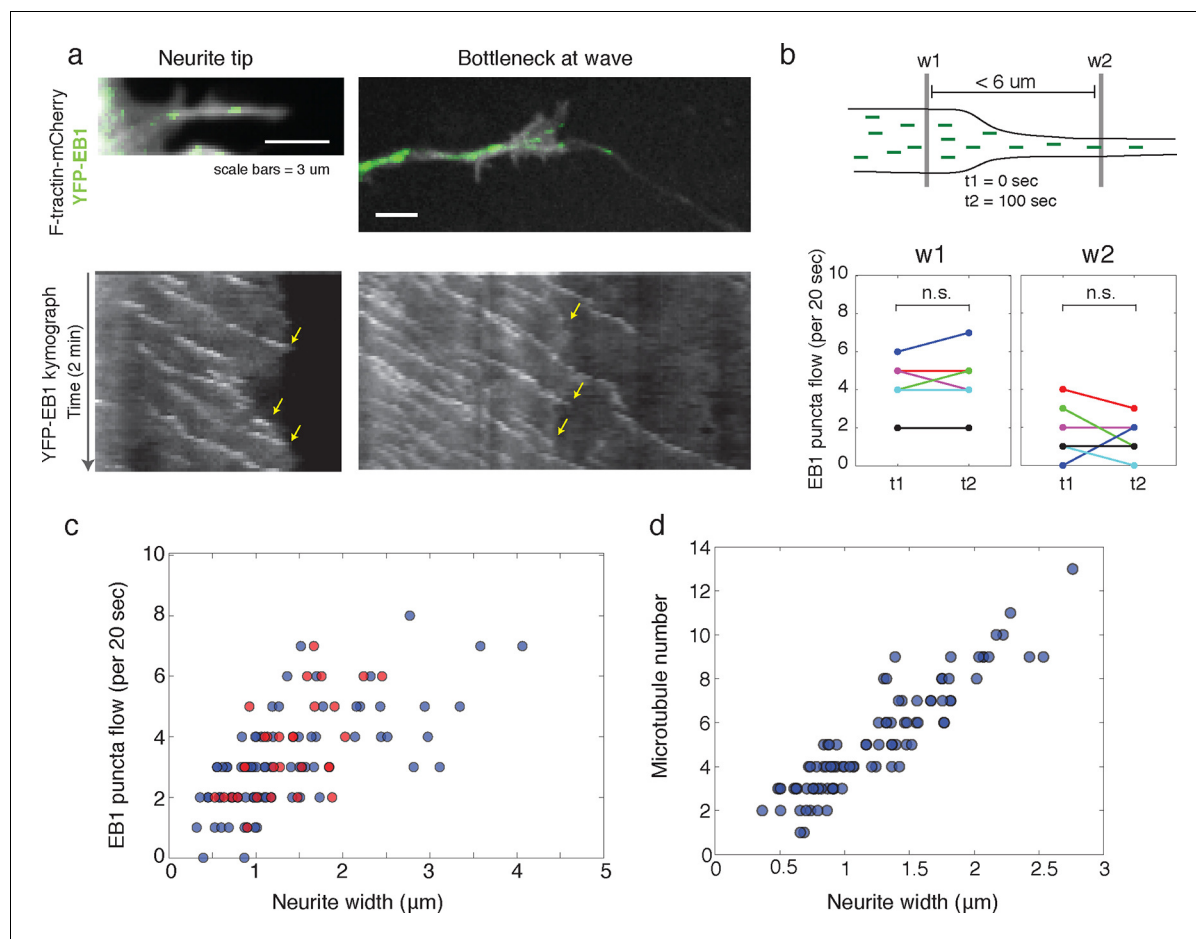 a
Neurite tip
Bottleneck at wave
F-tractin-mCherry
YFP-EB1
scale bars = 3 um
YFP-EB1 kymograph
Time (2 min)
b
w1
w2
< 6 um
t1 = 0 sec
t2 = 100 sec
w1
w2
EB1 puncta flow (per 20 sec)
10
8
6
4
2
0
n.s.
n.s.
t1
t2
t1
t2
c
EB1 puncta flow (per 20 sec)
10
8
6
4
2
0
0
1
2
3
4
5
Neurite width (µm)
d
Microtubule number
14
12
10
8
6
4
2
0
0
0.5
1
1.5
2
2.5
3
Neurite width (µm)